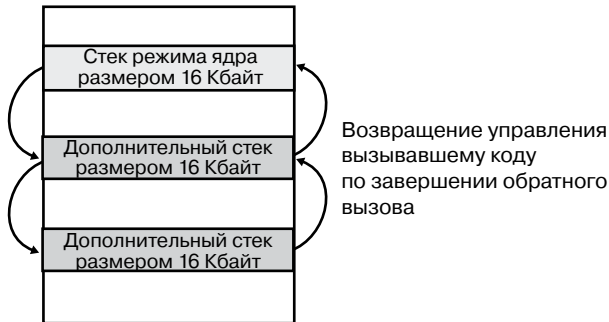 Стек режима ядра
размером 16 Кбайт
Дополнительный стек
размером 16 Кбайт
Возвращение управления
вызывавшему коду
по завершении обратного
вызова
Дополнительный стек
размером 16 Кбайт